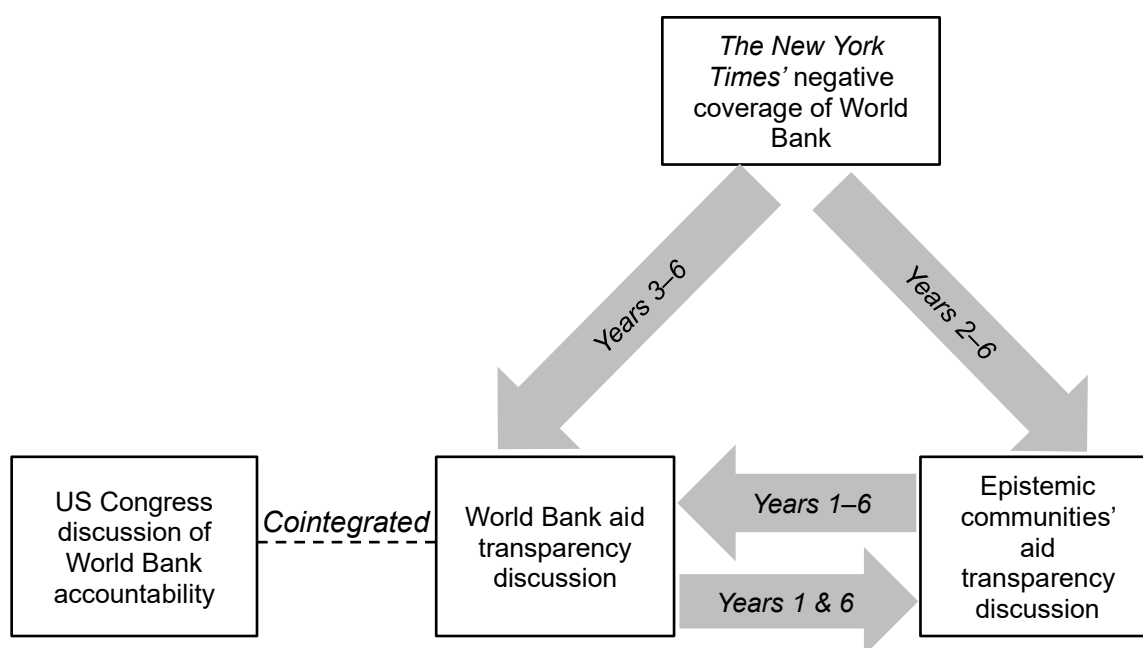 The New York
Times’ negative
coverage of World
Bank
Years 3–6
Years 2–6
US Congress
discussion of
World Bank
accountability
Cointegrated
World Bank aid
transparency
discussion
Years 1–6
Years 1 & 6
Epistemic
communities’
aid
transparency
discussion